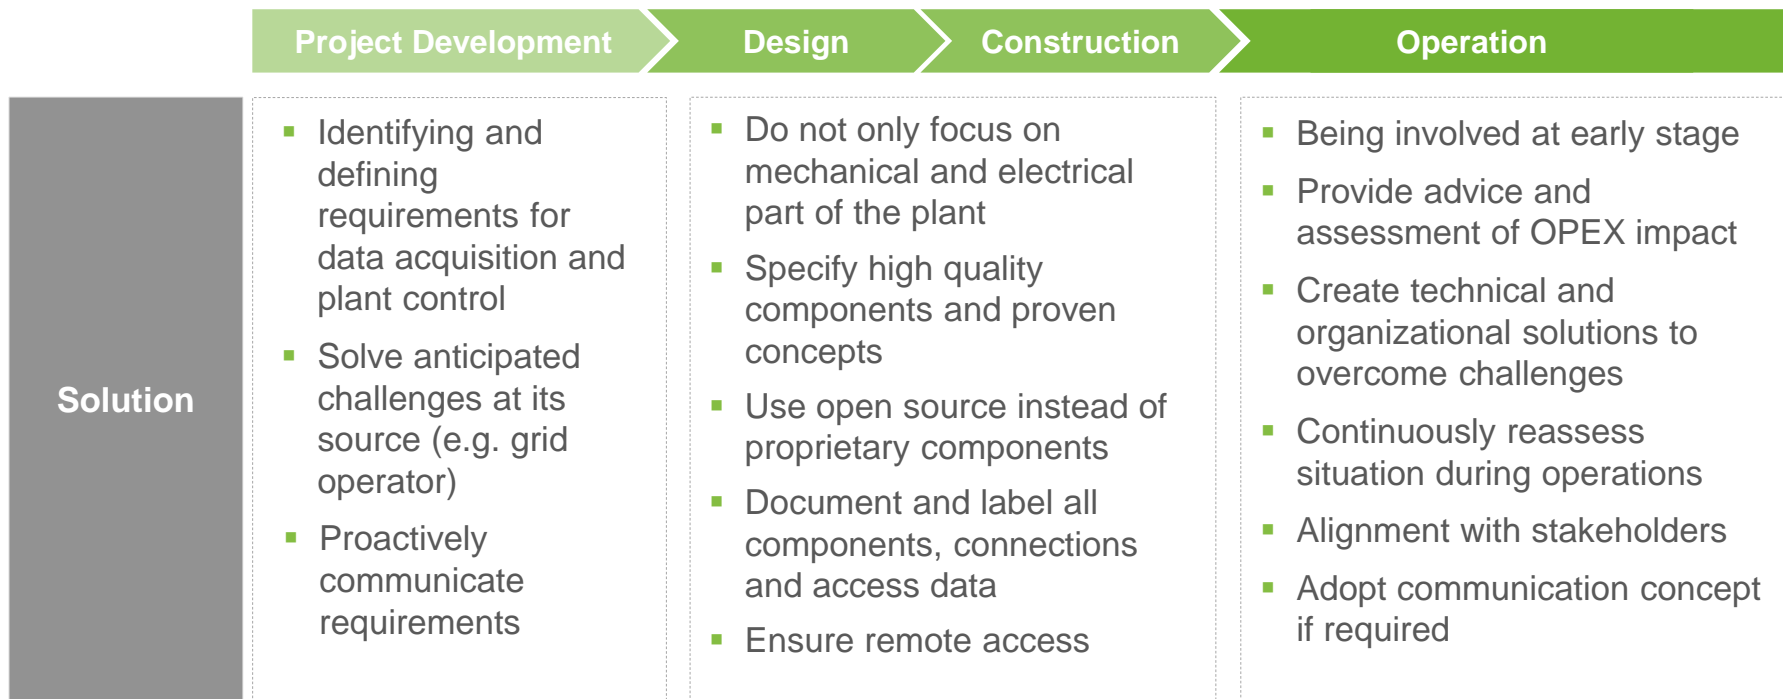 Project Development
Design
Construction
Operation
Solution
▪ Identifying and
defining
requirements for
data acquisition and
plant control
▪ Solve anticipated
challenges at its
source (e.g. grid
operator)
▪ Proactively
communicate
requirements
▪ Do not only focus on
mechanical and electrical
part of the plant
▪ Specify high quality
components and proven
concepts
▪ Use open source instead of
proprietary components
▪ Document and label all
components, connections
and access data
▪ Ensure remote access
▪ Being involved at early stage
▪ Provide advice and
assessment of OPEX impact
▪ Create technical and
organizational solutions to
overcome challenges
▪ Continuously reassess
situation during operations
▪ Alignment with stakeholders
▪ Adopt communication concept
if required